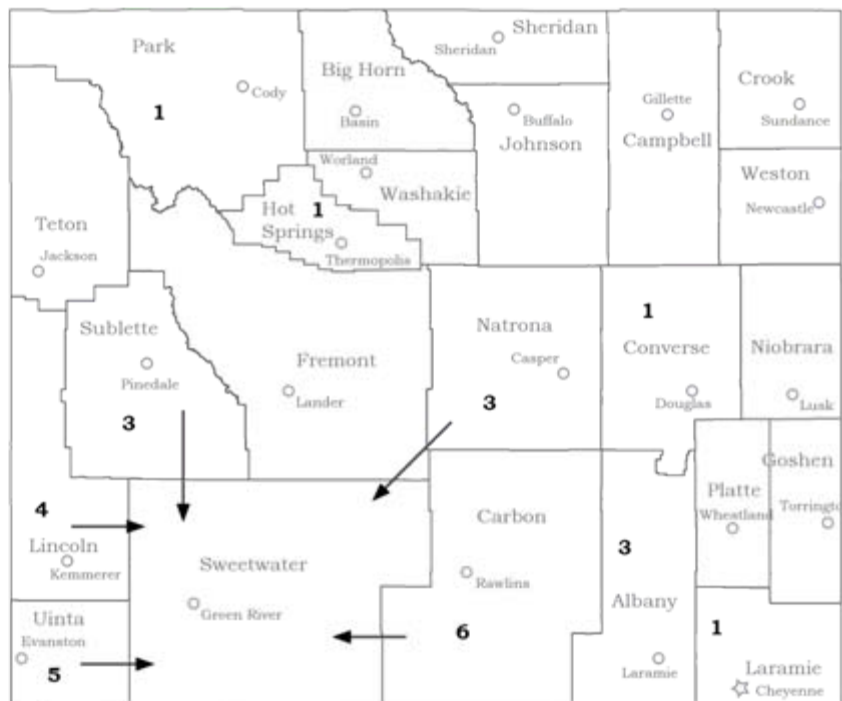 Sheridan
Park
Sheridan
Big Horn
Crook
Cody
Gillette
1
Basin
Buffalo
Sundance
Johnson
Campbell
Worland
Weston
Washakie
Newcastle
Hot
1
Springs
Teton
Jackson
Thermopolis
1
Sublette
Natrona
Converse
Niobrara
Casper
Fremont
Pinedale
Lander
Douglas
Lusk
3
3
Goshen
Platte
4
Wheatland
Torringto
Carbon
Lincoln
3
Kemmerer
Sweetwater
Rawlins
Albany
Green River
Uinta
Evanston
6
1
5
Laramie
Laramie
Cheyenne